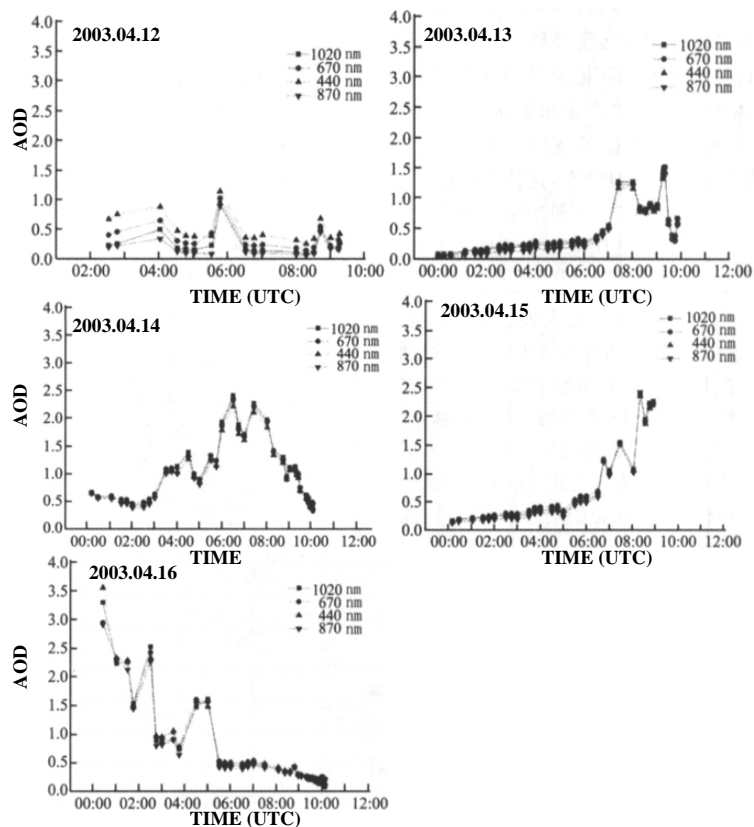 2003.04.12
1020 nm
670 nm
440 nm
870 nm
AOD
4.0
3.5
3.0
2.5
2.0
1.5
1.0
0.5
0.0
02:00 04:00 06:00 08:00 10:00
TIME (UTC)
2003.04.13
1020 nm
670 nm
440 nm
870 nm
4.0
3.5
3.0
2.5
2.0
1.5
1.0
0.5
0.0
00:00 02:00 04:00 06:00 08:00 10:00
TIME (UTC)
2003.04.14
1020 nm
670 nm
440 nm
870 nm
AOD
4.0
3.5
3.0
2.5
2.0
1.5
1.0
0.5
0.0
00:00 02:00 04:00 06:00 08:00 10:00 12:00
TIME
2003.04.15
1020 nm
670 nm
440 nm
870 nm
4.0
3.5
3.0
2.5
2.0
1.5
1.0
0.5
0.0
00:00 02:00 04:00 06:00 08:00 10:00 12:00
TIME (UTC)
2003.04.16
1020 nm
670 nm
440 nm
870 nm
AOD
4.0
3.5
3.0
2.5
2.0
1.5
1.0
0.5
0.0
00:00 02:00 04:00 06:00 08:00 10:00 12:00
TIME (UTC)